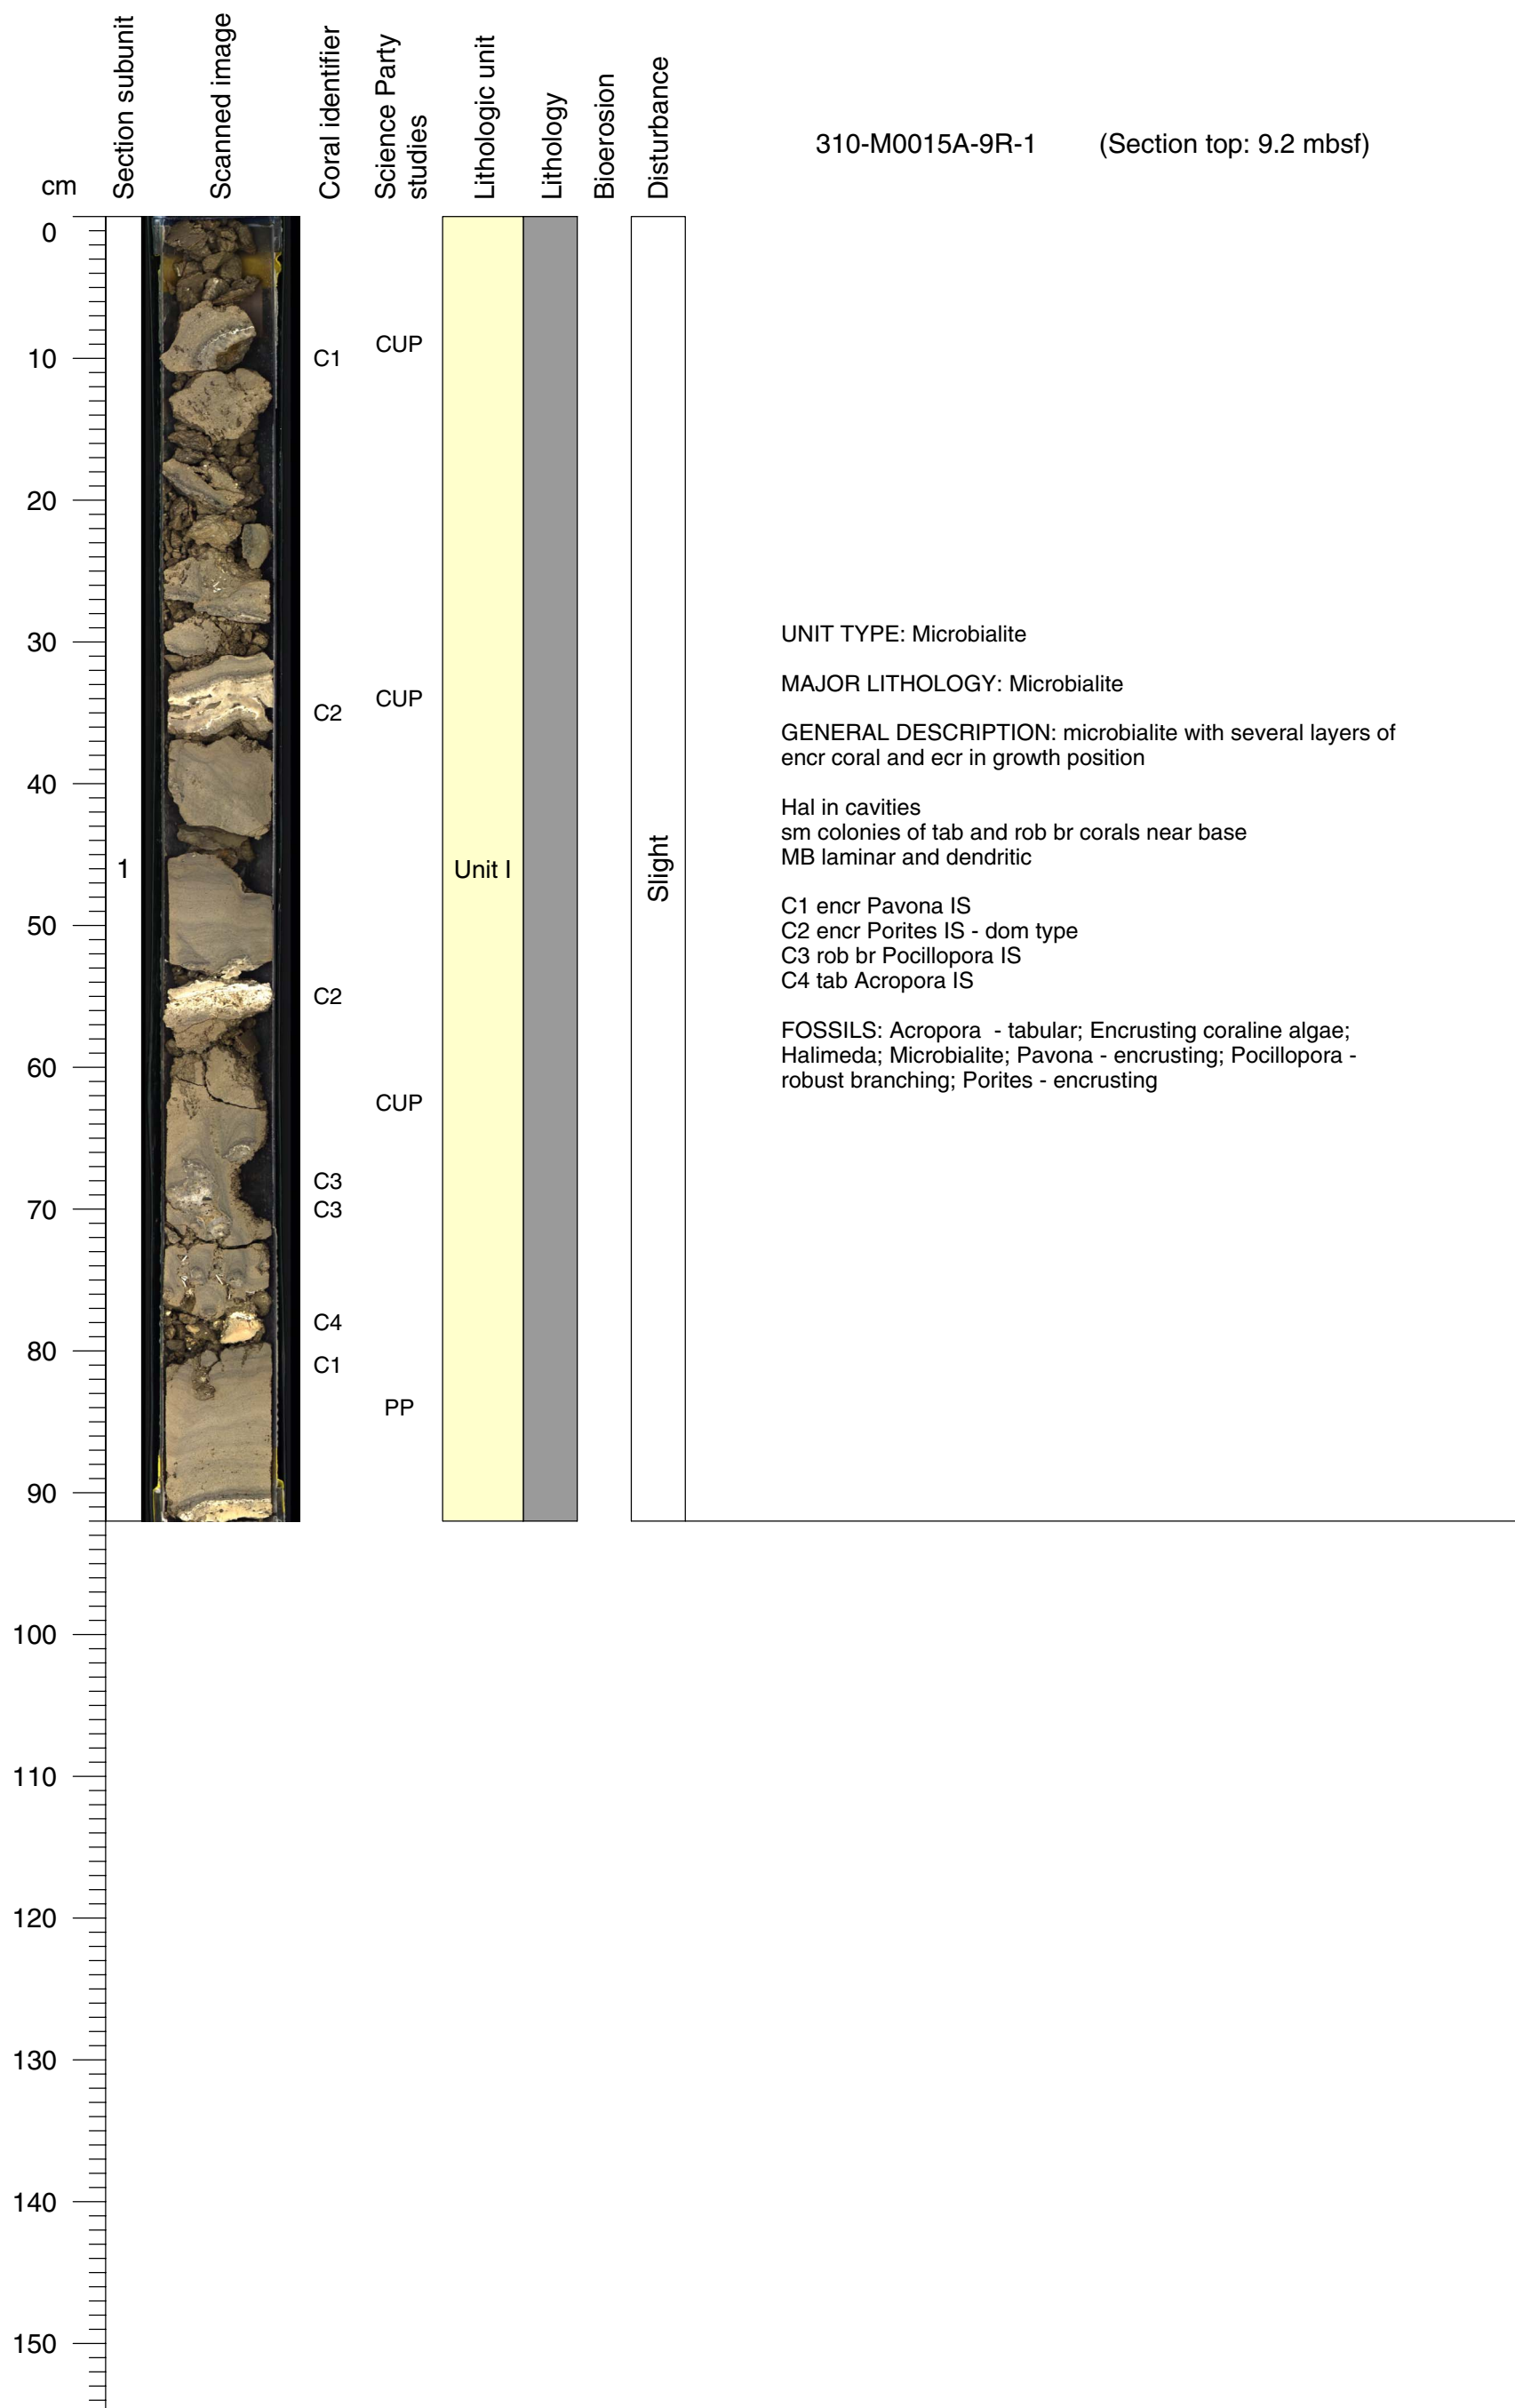 cm
Section subunit
Scanned image
Coral identifier
Science Party
studies
Lithologic unit
Lithology
Bioerosion
Disturbance
310-M0015A-9R-1 (Section top: 9.2 mbsf)
0
10
C1
CUP
20
30
C2
CUP
40
1
Unit I
Slight
50
C2
60
CUP
C3
70
C3
C4
80
C1
PP
90
100
110
120
130
140
150
UNIT TYPE: Microbialite
MAJOR LITHOLOGY: Microbialite
GENERAL DESCRIPTION: microbialite with several layers of
encr coral and ecr in growth position
Hal in cavities
sm colonies of tab and rob br corals near base
MB laminar and dendritic
C1 encr Pavona IS
C2 encr Porites IS - dom type
C3 rob br Pocillopora IS
C4 tab Acropora IS
FOSSILS: Acropora - tabular; Encrusting coraline algae;
Halimeda; Microbialite; Pavona - encrusting; Pocillopora -
robust branching; Porites - encrusting